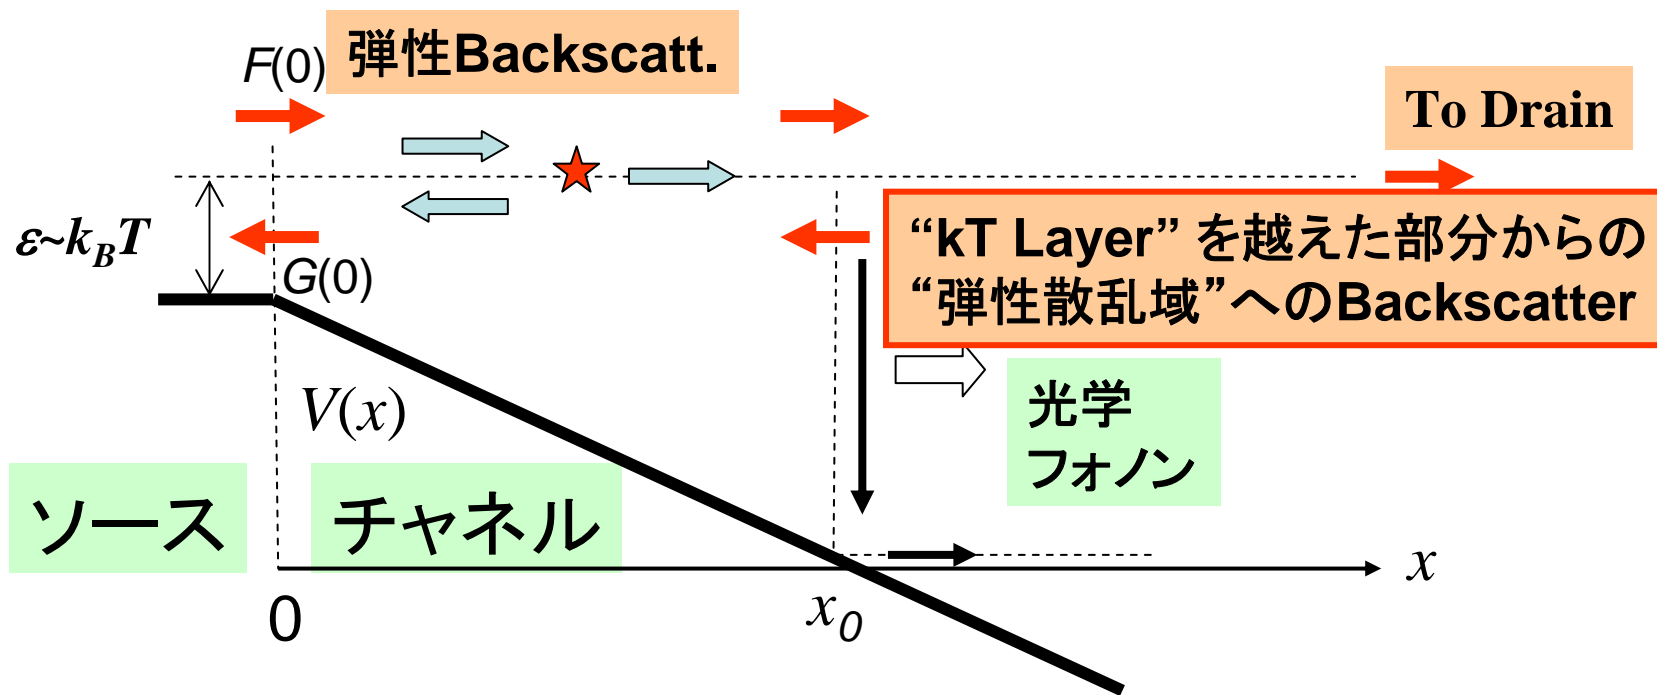 F(0)
弾性Backscatt.
To Drain
ε~k_BT
G(0)
“kT Layer” を越えた部分からの
“弾性散乱域”へのBackscatter
V(x)
光学
フォノン
ソース
チャネル
x
0
x_0